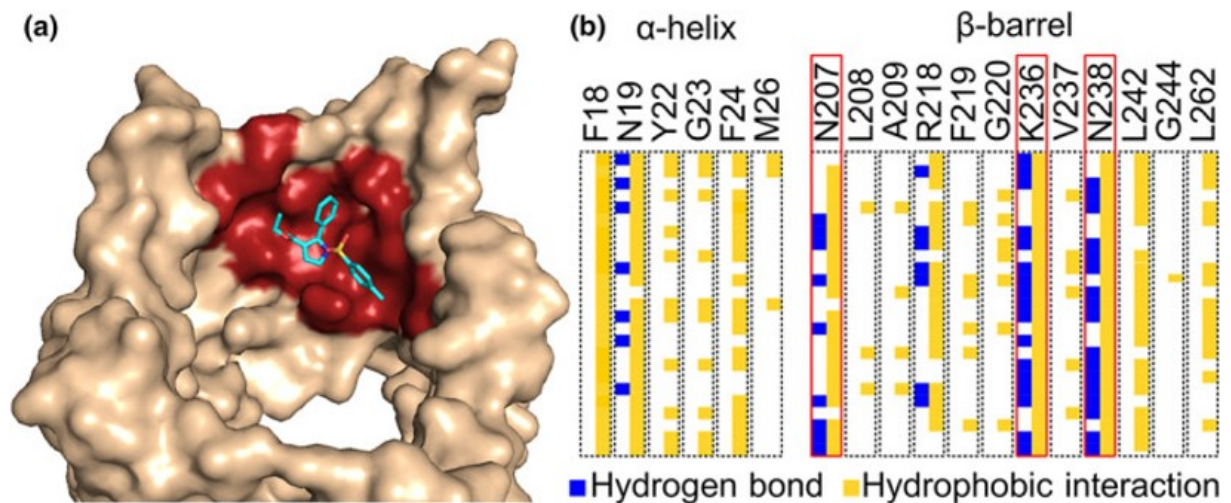 (a)
(b) α-helix β-barrel
F18 N19 Y22 G23 F24 M26 N207 L208 A209 R218 F219 G220 K236 V237 N238 L242 G244 L262
Hydrogen bond Hydrophobic interaction